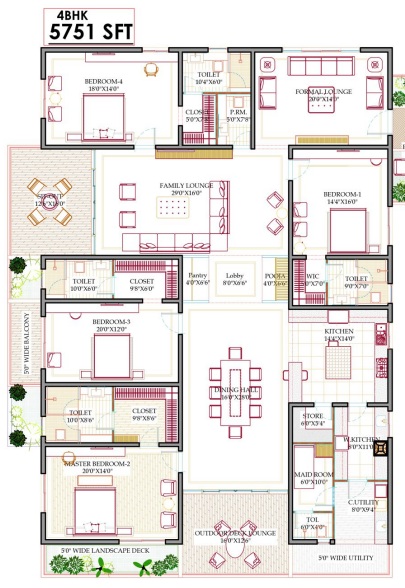 4BHK
5751 SFT
BEDROOM-4
18'0"X14'0"
TOILET
10'4"X6'0"
FORMAL LOUNGE
20'0"X14'0"
CLOSET
5'0"X7'8"
P.RM.
5'0"X7'8"
FAMILY LOUNGE
29'0"X16'0"
SIT OUT
12'6"X16'0"
BEDROOM-1
14'4"X16'0"
TOILET
10'0"X6'0"
CLOSET
9'8"X6'0"
Pantry
4'0"X6'6"
Lobby
8'0"X6'6"
POOJA
4'0"X6'6"
WIC
TOILET
9'0"X7'0"
BEDROOM-3
20'0"X12'0"
5'0" WIDE BALCONY
KITCHEN
14'4"X14'0"
DINING HALL
16'0"X28'0"
TOILET
10'0"X8'6"
CLOSET
9'8"X8'6"
STORE
6'0"X5'4"
W.KITCHEN
8'0"X11'0"
MASTER BEDROOM-2
20'0"X14'0"
MAID ROOM
6'0"X10'0"
C.UTILITY
8'0"X9'4"
TOL
6'0"X4'0"
OUTDOOR DECK LOUNGE
16'0"X12'6"
5'0" WIDE LANDSCAPE DECK
5'0" WIDE UTILITY